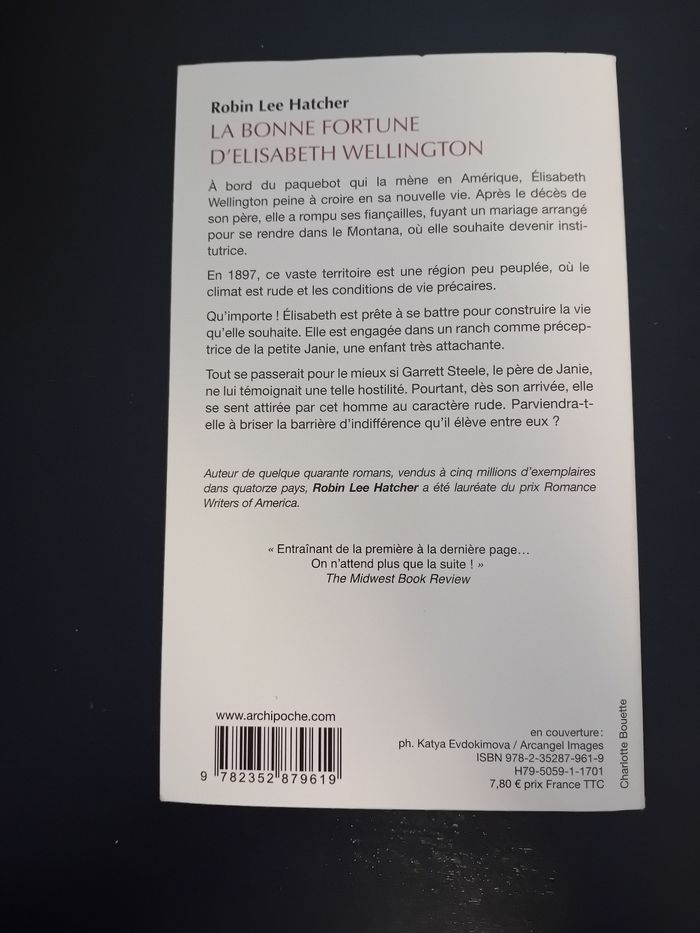 Robin Lee Hatcher
LA BONNE FORTUNE
D'ELISABETH WELLINGTON
À bord du paquebot qui la mène en Amérique, Élisabeth
Wellington peine à croire en sa nouvelle vie. Après le décès de
son père, elle a rompu ses fiançailles, fuyant un mariage arrangé
pour se rendre dans le Montana, où elle souhaite devenir insti-
tutrice.
En 1897, ce vaste territoire est une région peu peuplée, où le
climat est rude et les conditions de vie précaires.
Qu'importe ! Élisabeth est prête à se battre pour construire la vie
qu'elle souhaite. Elle est engagée dans un ranch comme précep-
trice de la petite Janie, une enfant très attachante.
Tout se passerait pour le mieux si Garrett Steele, le père de Janie,
ne lui témoignait une telle hostilité. Pourtant, dès son arrivée, elle
se sent attirée par cet homme au caractère rude. Parviendra-t-
elle à briser la barrière d'indifférence qu'il élève entre eux ?
Auteur de quelque quarante romans, vendus à cinq millions d'exemplaires
dans quatorze pays, Robin Lee Hatcher a été lauréate du prix Romance
Writers of America.
« Entraînant de la première à la dernière page…
On n'attend plus que la suite ! »
The Midwest Book Review
www.archipoche.com
9 782352 879619
en couverture :
ph. Katya Evdokimova / Arcangel Images
ISBN 978-2-35287-961-9
H79-5059-1-1701
7,80 € prix France TTC
Charlotte Bouette